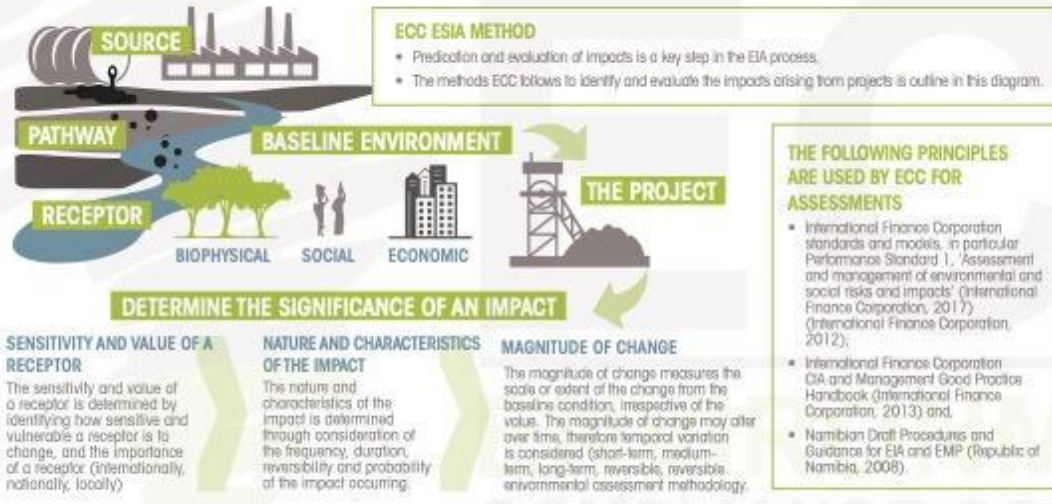 SOURCE
PATHWAY
RECEPTOR
ECC ESIA METHOD
• Predication and evaluation of impacts is a key step in the EIA process.
• The methods ECC follows to identify and evaluate the impacts arising from projects is outline in this diagram.
BASELINE ENVIRONMENT
BIOPHYSICAL
SOCIAL
ECONOMIC
THE PROJECT
THE FOLLOWING PRINCIPLES
ARE USED BY ECC FOR
ASSESSMENTS
• International Finance Corporation
standards and models, in particular
Performance Standard 1, 'Assessment
and management of environmental and
social risks and impacts' (International
Finance Corporation, 2017)
(International Finance Corporation,
2012);
• International Finance Corporation
CIA and Management Good Practice
Handbook (International Finance
Corporation, 2013) and,
• Namibian Draft Procedures and
Guidance for EIA and EMP (Republic of
Namibia, 2008).
DETERMINE THE SIGNIFICANCE OF AN IMPACT
SENSITIVITY AND VALUE OF A
RECEPTOR
The sensitivity and value of
a receptor is determined by
identifying how sensitive and
vulnerable a receptor is to
change, and the importance
of a receptor (internationally,
nationally, locally)
NATURE AND CHARACTERISTICS
OF THE IMPACT
The nature and
characteristics of the
impact is determined
through consideration of
the frequency, duration,
reversibility and probability
of the impact occurring.
MAGNITUDE OF CHANGE
The magnitude of change measures the
scale or extent of the change from the
baseline condition, irrespective of the
value. The magnitude of change may alter
over time, therefore temporal variation
is considered (short-term, medium-
term, long-term, reversible, reversible
environmental assessment methodology.